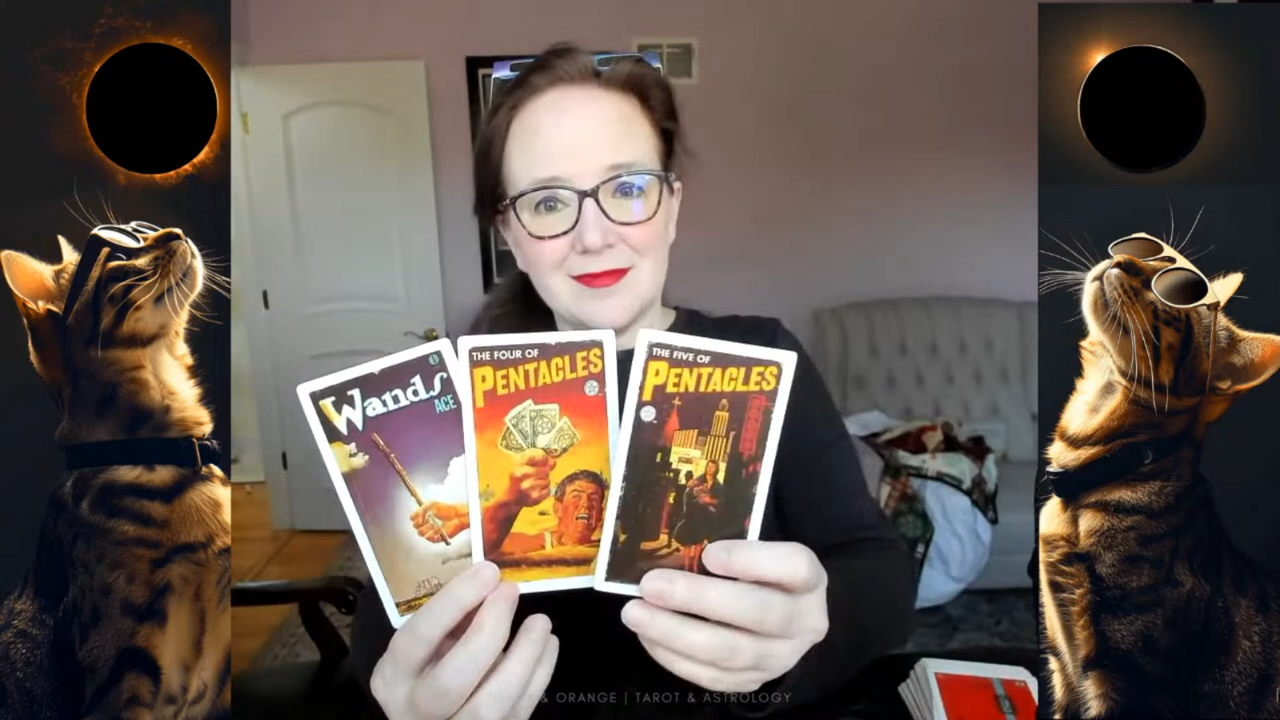 Wands
ACE
THE FOUR OF
PENTACLES
THE FIVE OF
PENTACLES
& ORANGE | TAROT & ASTROLOGY